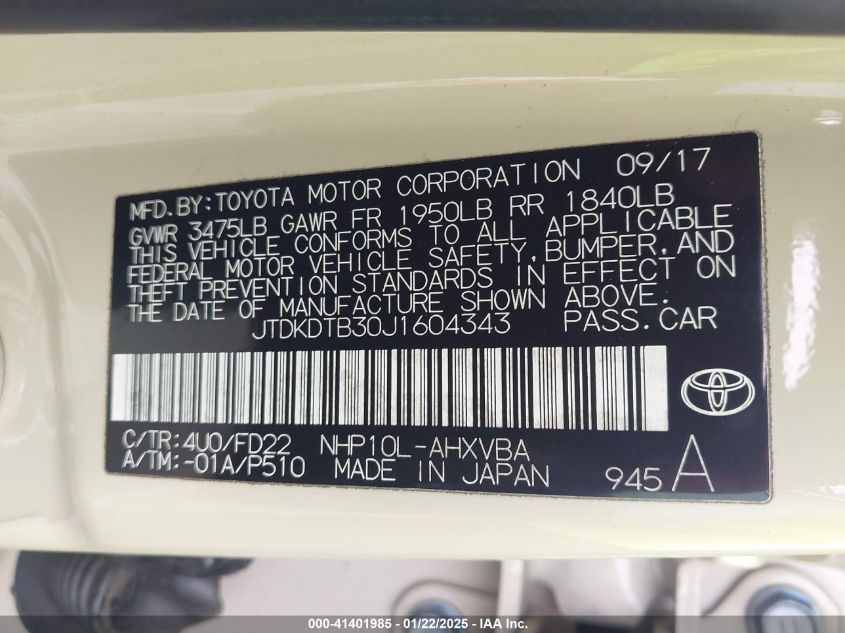 MFD. BY: TOYOTA MOTOR CORPORATION 09/17
GVWR 3475LB GAWR FR 1950LB RR 1840LB
THIS VEHICLE CONFORMS TO ALL APPLICABLE
FEDERAL MOTOR VEHICLE SAFETY, BUMPER, AND
THEFT PREVENTION STANDARDS IN EFFECT ON
THE DATE OF MANUFACTURE SHOWN ABOVE.
JTDKDTB30J1604343 PASS. CAR
C/TR: 4U0/FD22 NHP10L-AHXVBA
A/TM: -01A/P510 MADE IN JAPAN 945 A
000-41401985 - 01/22/2025 - IAA Inc.